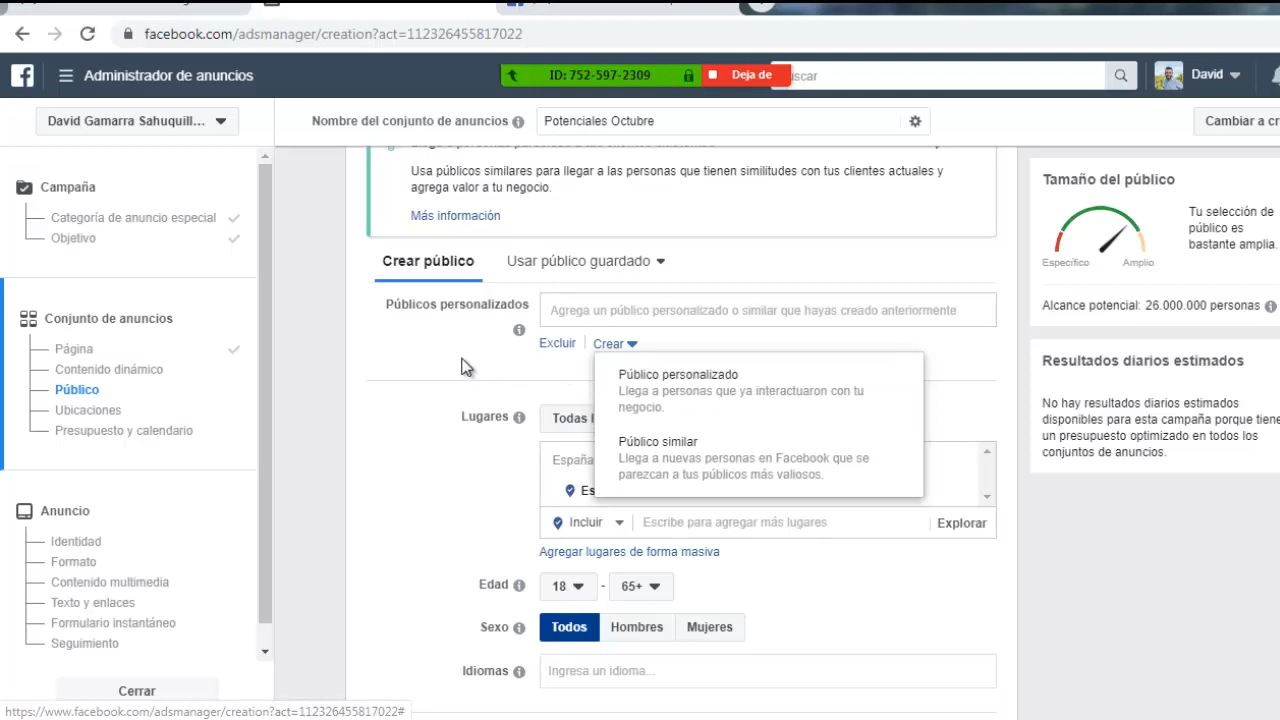 facebook.com/adsmanager/creation?act=112326455817022
Administrador de anuncios
ID: 752-597-2309
Deja de
uscar
David
David Gamarra Sahuquill...
Nombre del conjunto de anuncios
Potenciales Octubre
Cambiar a cr
Campaña
Categoría de anuncio especial
Objetivo
Conjunto de anuncios
Página
Contenido dinámico
Público
Ubicaciones
Presupuesto y calendario
Anuncio
Identidad
Formato
Contenido multimedia
Texto y enlaces
Formulario instantáneo
Seguimiento
Cerrar
https://www.facebook.com/adsmanager/creation?act=112326455817022#
Usa públicos similares para llegar a las personas que tienen similitudes con tus clientes actuales y
agrega valor a tu negocio.
Más información
Crear público
Usar público guardado
Públicos personalizados
Agrega un público personalizado o similar que hayas creado anteriormente
Excluir
Crear
Público personalizado
Llega a personas que ya interactuaron con tu
negocio.
Público similar
Llega a nuevas personas en Facebook que se
parezcan a tus públicos más valiosos.
Lugares
Todas l
España
Es
Incluir
Escribe para agregar más lugares
Explorar
Agregar lugares de forma masiva
Edad
18
-
65+
Sexo
Todos
Hombres
Mujeres
Idiomas
Ingresa un idioma...
Tamaño del público
Específico
Amplio
Tu selección de
público es
bastante amplia.
Alcance potencial: 26.000.000 personas
Resultados diarios estimados
No hay resultados diarios estimados
disponibles para esta campaña porque tiene
un presupuesto optimizado en todos los
conjuntos de anuncios.